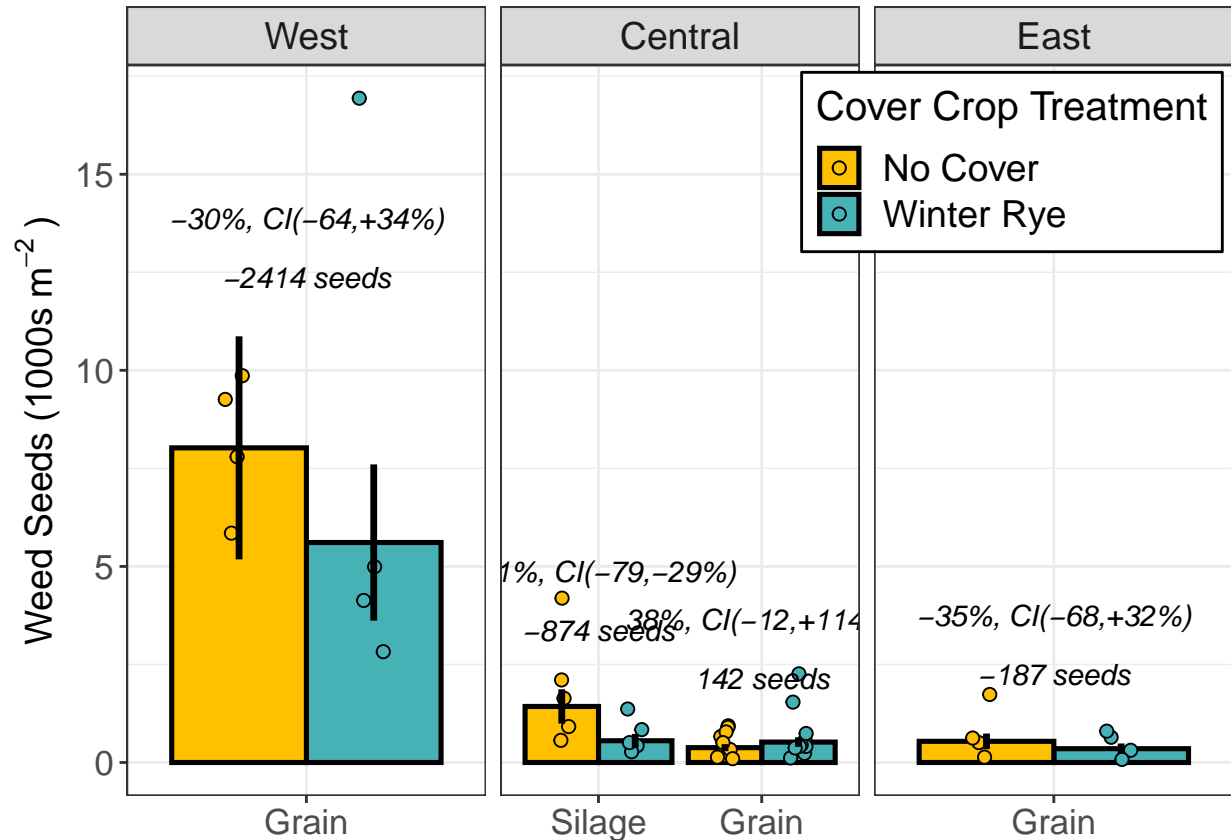 West
Central
East
Cover Crop Treatment
No Cover
Winter Rye
Weed Seeds (1000s m⁻² )
15
10
5
0
−30%, CI(−64,+34%)
−2414 seeds
1%, CI(−79,−29%)
−874 seeds
38%, CI(−12,+114
142 seeds
−35%, CI(−68,+32%)
−187 seeds
Grain
Silage
Grain
Grain